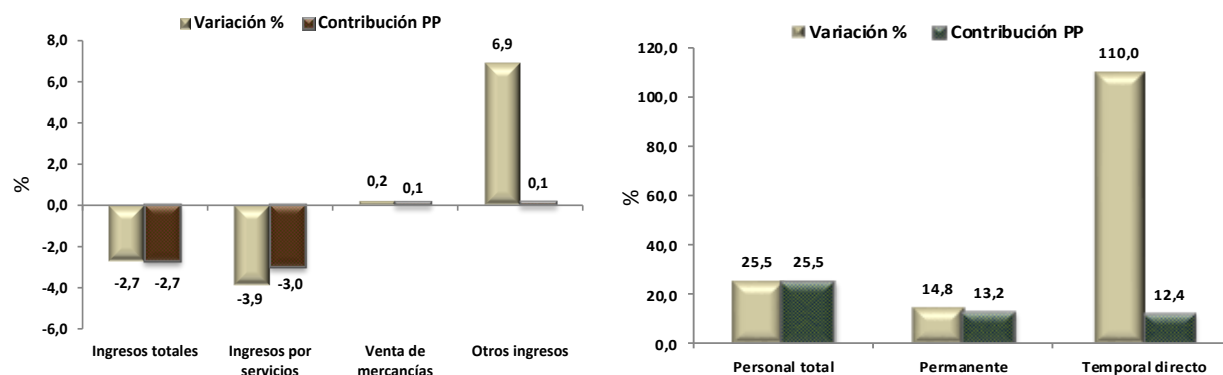 Variación % Contribución PP
8,0
6,0
4,0
2,0
0,0
-2,0
-4,0
-6,0
%
-2,7 -2,7
-3,9 -3,0
0,2 0,1
6,9 0,1
Ingresos totales
Ingresos por
servicios
Venta de
mercancías
Otros ingresos
Variación % Contribución PP
120,0
100,0
80,0
60,0
40,0
20,0
0,0
%
25,5 25,5
14,8 13,2
110,0 12,4
Personal total
Permanente
Temporal directo